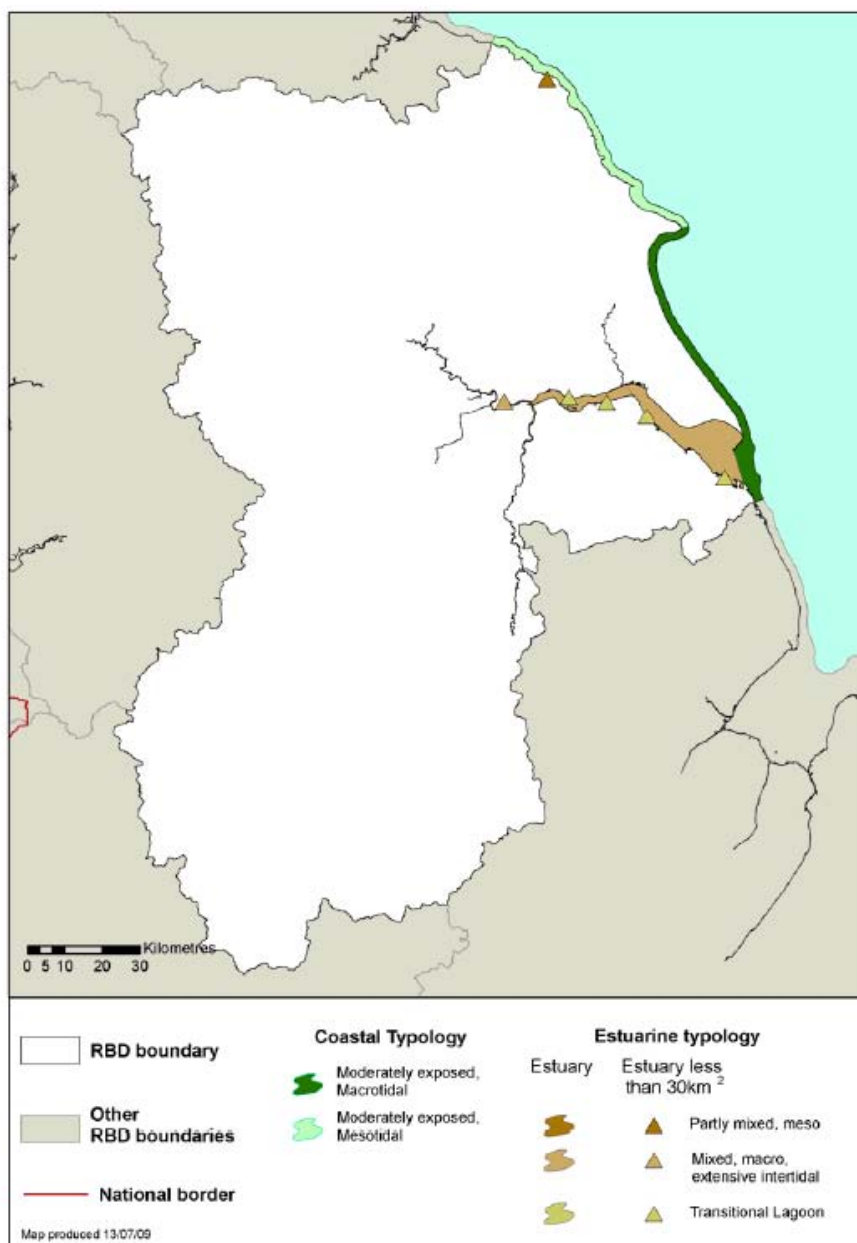 Kilometres
0 5 10 20 30
RBD boundary
Other
RBD boundaries
National border
Map produced 13/07/09
Coastal Typology
Moderately exposed,
Macrotidal
Moderately exposed,
Mesotidal
Estuarine typology
Estuary
Estuary less
than 30km ²
Partly mixed, meso
Mixed, macro,
extensive intertidal
Transitional Lagoon